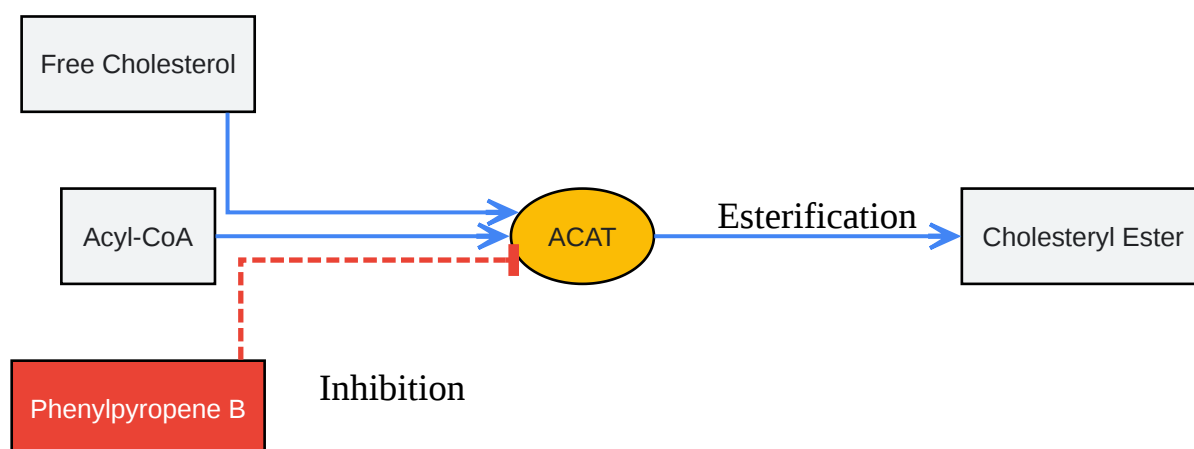 Free Cholesterol
Acyl-CoA
ACAT
Esterification
Cholesteryl Ester
Phenylpyropene B
Inhibition